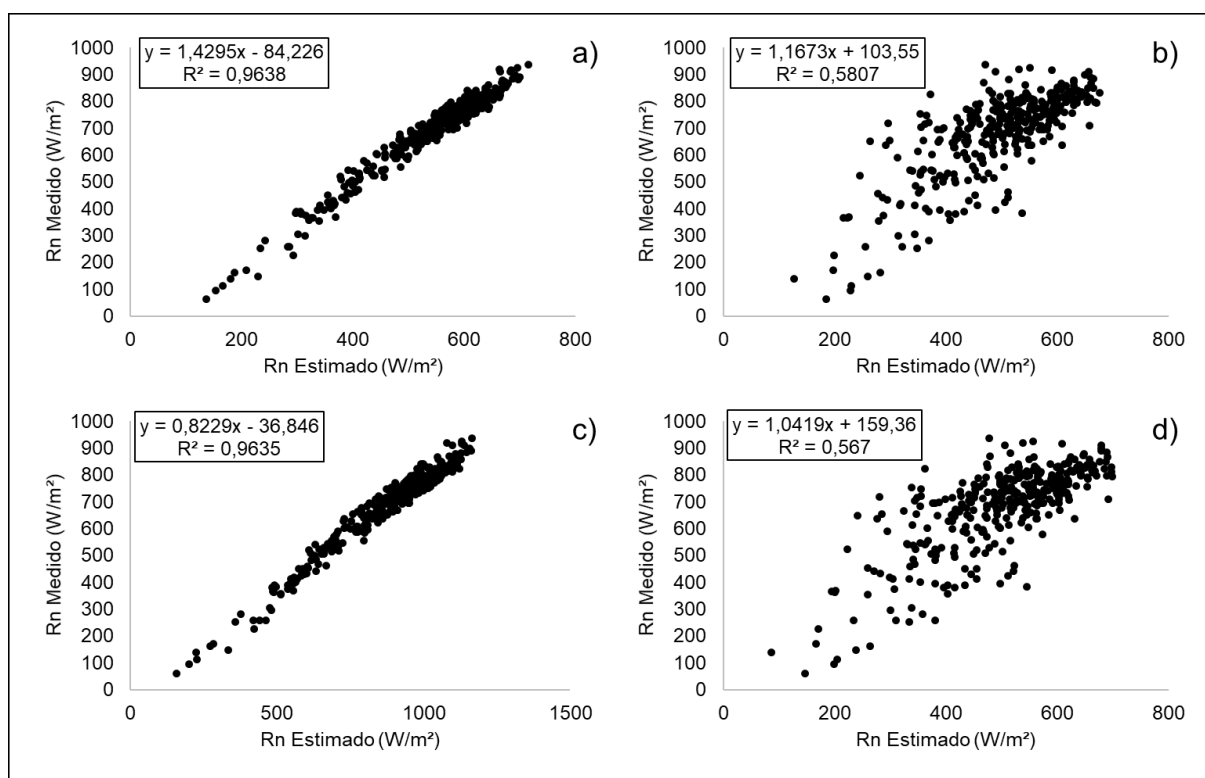 y = 1,4295x - 84,226
R² = 0,9638
a)
Rn Medido (W/m²)
1000
900
800
700
600
500
400
300
200
100
0
0 200 400 600 800
Rn Estimado (W/m²)
y = 1,1673x + 103,55
R² = 0,5807
b)
Rn Medido (W/m²)
1000
900
800
700
600
500
400
300
200
100
0
0 200 400 600 800
Rn Estimado (W/m²)
y = 0,8229x - 36,846
R² = 0,9635
c)
Rn Medido (W/m²)
1000
900
800
700
600
500
400
300
200
100
0
0 500 1000 1500
Rn Estimado (W/m²)
y = 1,0419x + 159,36
R² = 0,567
d)
Rn Medido (W/m²)
1000
900
800
700
600
500
400
300
200
100
0
0 200 400 600 800
Rn Estimado (W/m²)